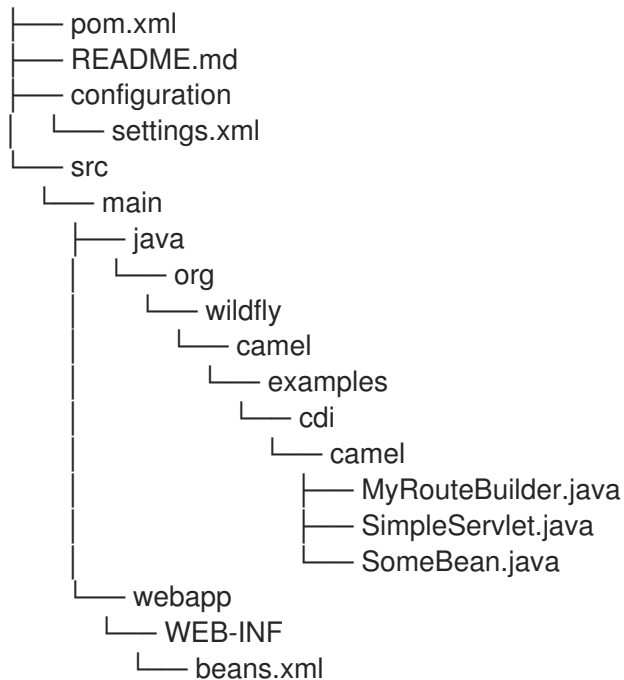 pom.xml
README.md
configuration
settings.xml
src
main
java
org
wildfly
camel
examples
cdi
camel
MyRouteBuilder.java
SimpleServlet.java
SomeBean.java
webapp
WEB-INF
beans.xml